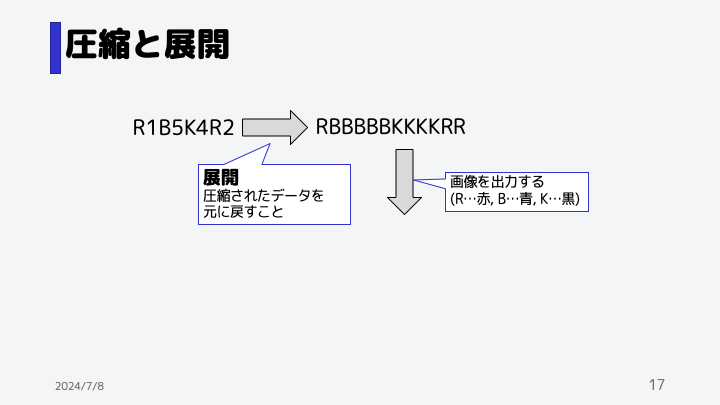 圧縮と展開
R1B5K4R2
RBBBBBKKKKRR
展開
圧縮されたデータを
元に戻すこと
画像を出力する
(R…赤, B…青, K…黒)
2024/7/8
17